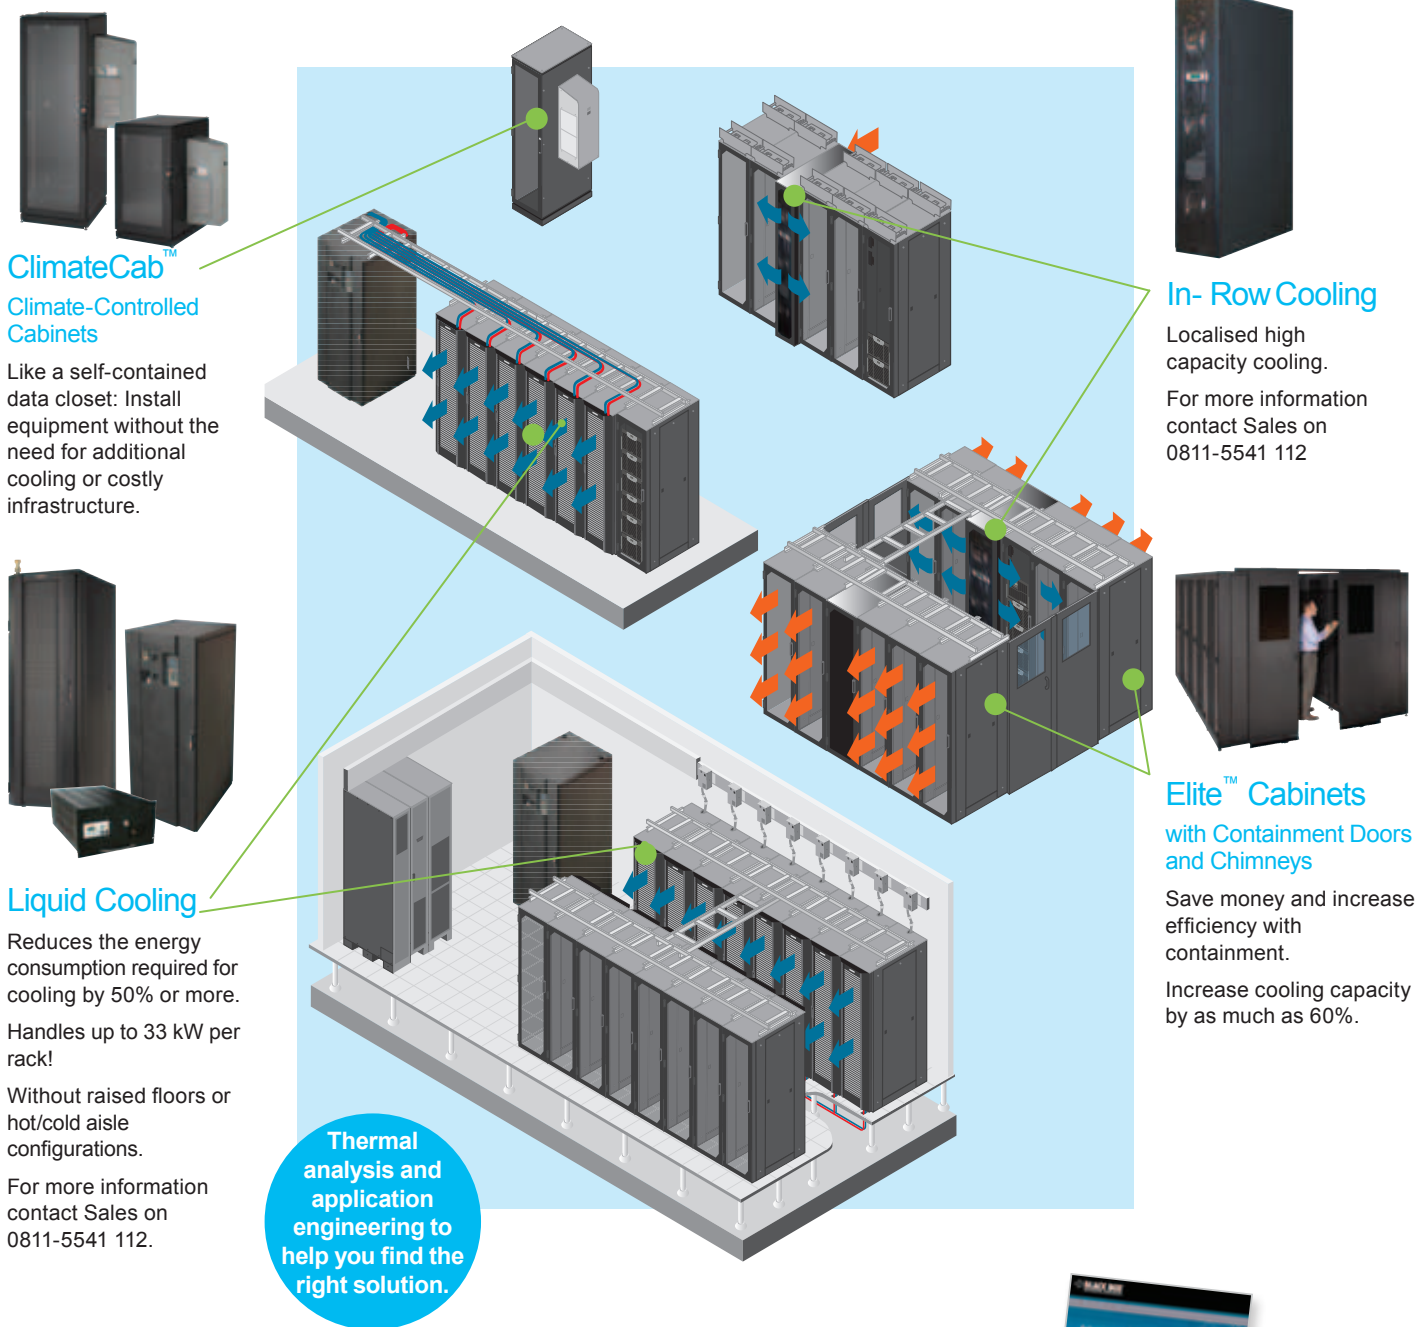 ClimateCab™
Climate-Controlled
Cabinets
Like a self-contained
data closet: Install
equipment without the
need for additional
cooling or costly
infrastructure.
Liquid Cooling
Reduces the energy
consumption required for
cooling by 50% or more.
Handles up to 33 kW per
rack!
Without raised floors or
hot/cold aisle
configurations.
For more information
contact Sales on
0811-5541 112.
Thermal
analysis and
application
engineering to
help you find the
right solution.
In- Row Cooling
Localised high
capacity cooling.
For more information
contact Sales on
0811-5541 112
Elite™ Cabinets
with Containment Doors
and Chimneys
Save money and increase
efficiency with
containment.
Increase cooling capacity
by as much as 60%.
BLACK BOX